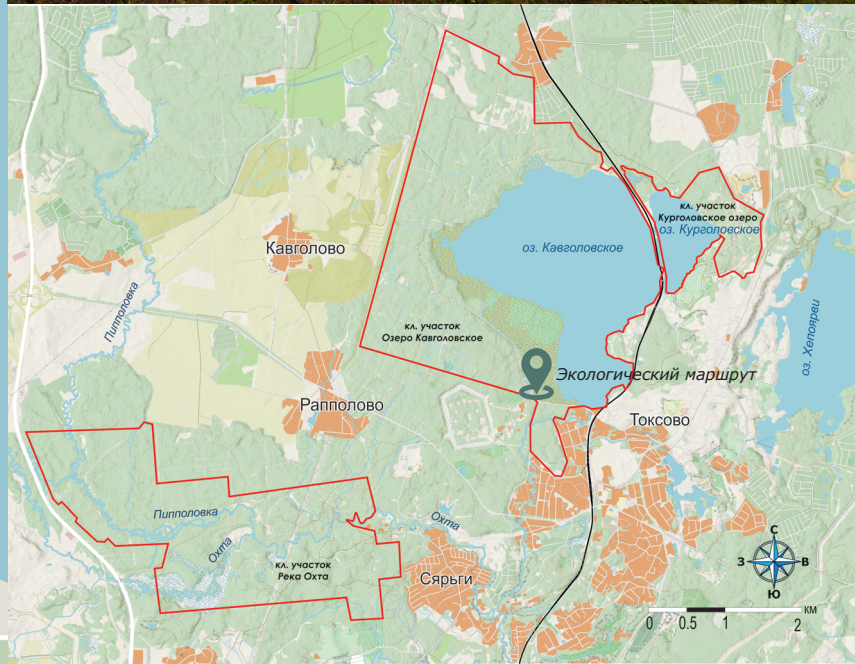 кл. участок
Курголовское озеро
оз. Курголовское
оз. Кавголовское
Кавголово
Пипполовка
оз. Хепоярви
кл. участок
Озеро Кавголовское
Экологический маршрут
Рапполово
Токсово
Пипполовка
Охта
Охта
кл. участок
Река Охта
Сярьги
С
З
В
Ю
0 0.5 1 2 км